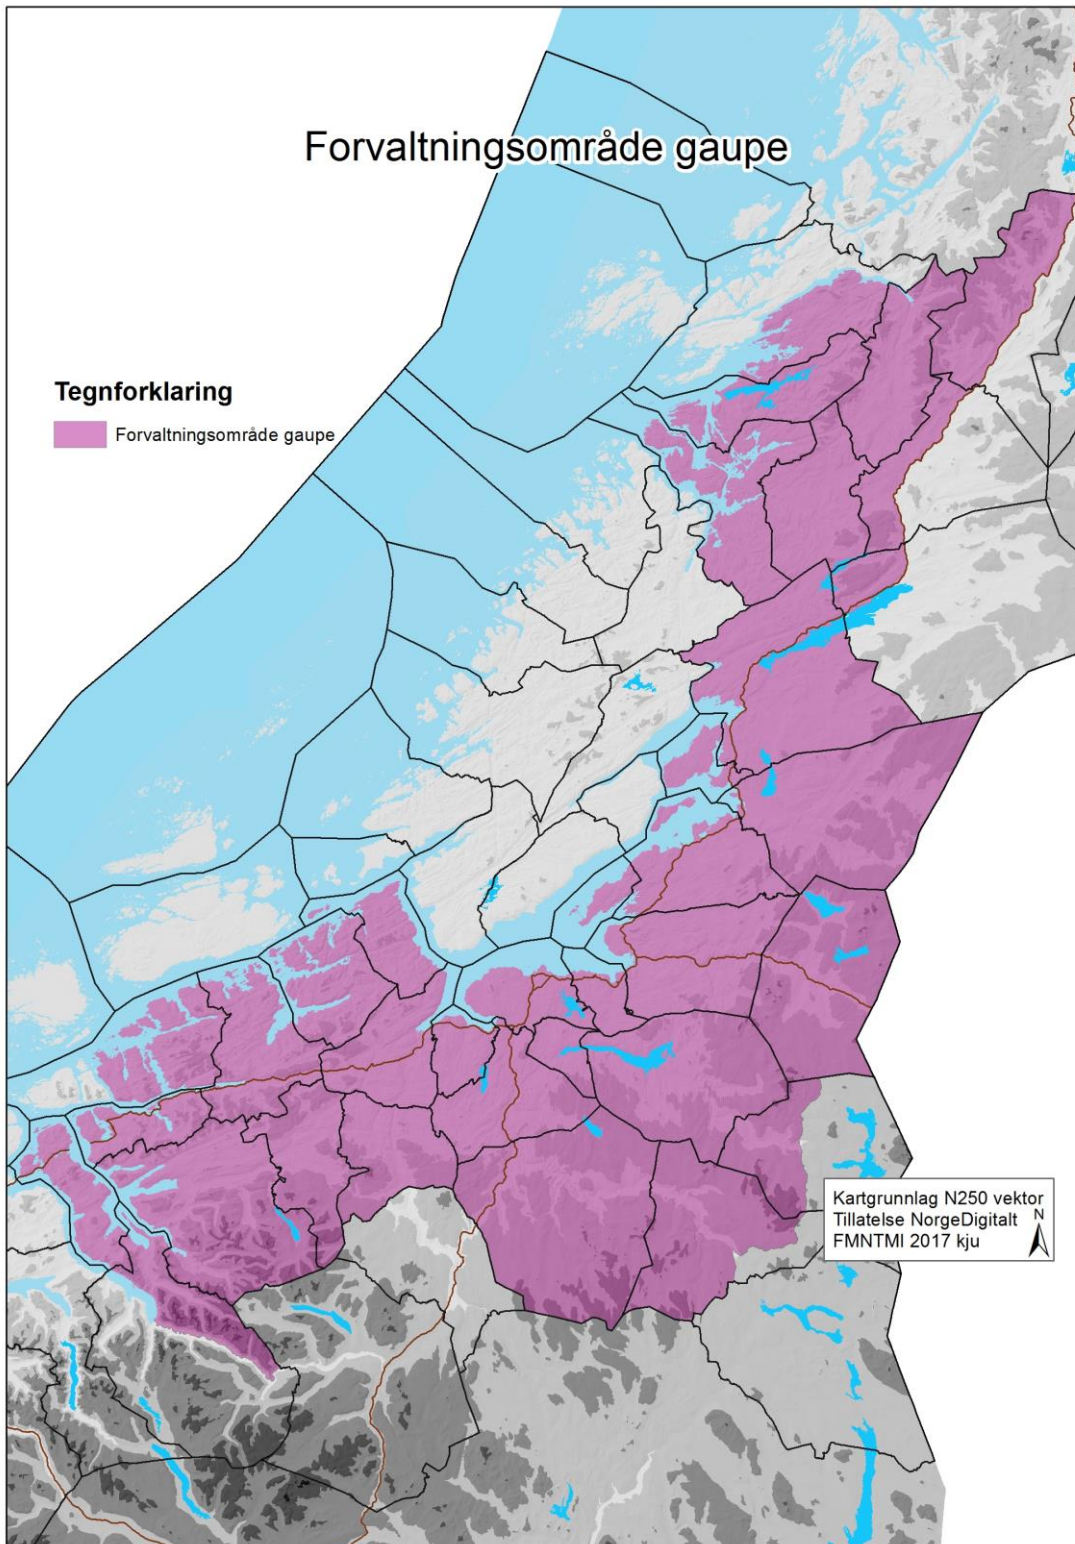 Forvaltningsområde gaupe
Tegnforklaring
Forvaltningsområde gaupe
Kartgrunnlag N250 vektor
Tillatelse NorgeDigitalt
FMNTMI 2017 kju
N